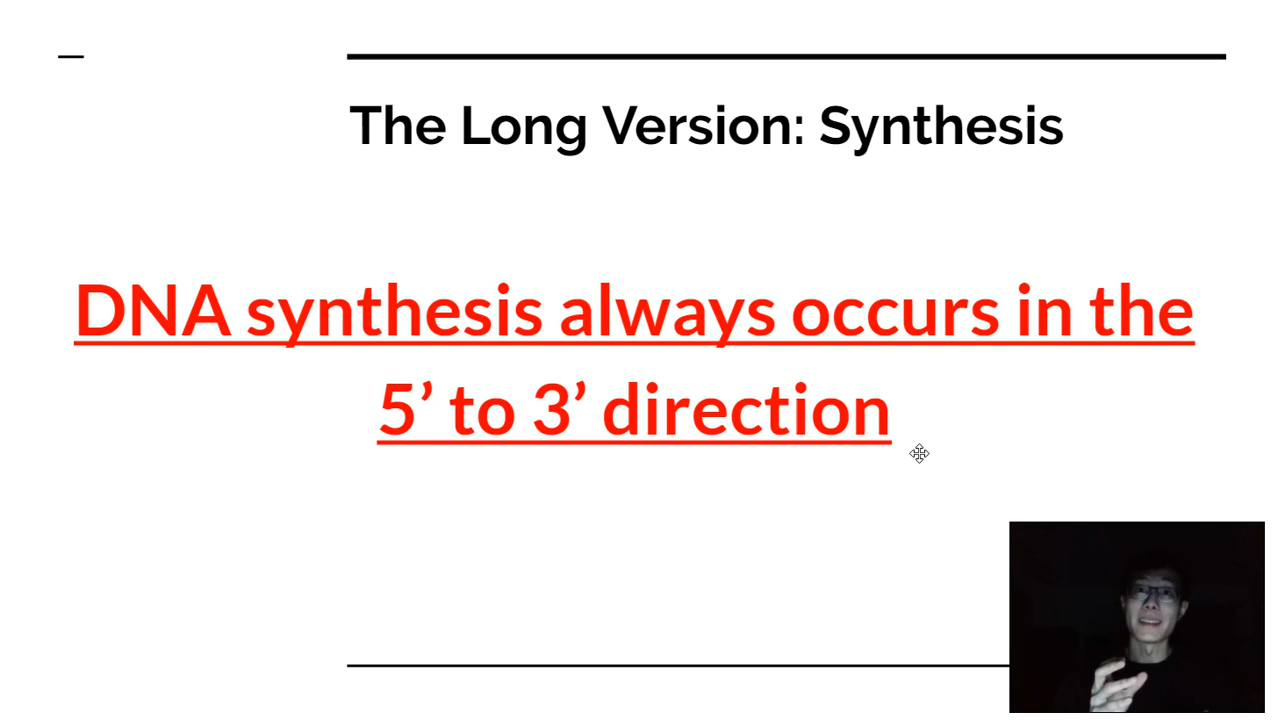 The Long Version: Synthesis
DNA synthesis always occurs in the
5’ to 3’ direction